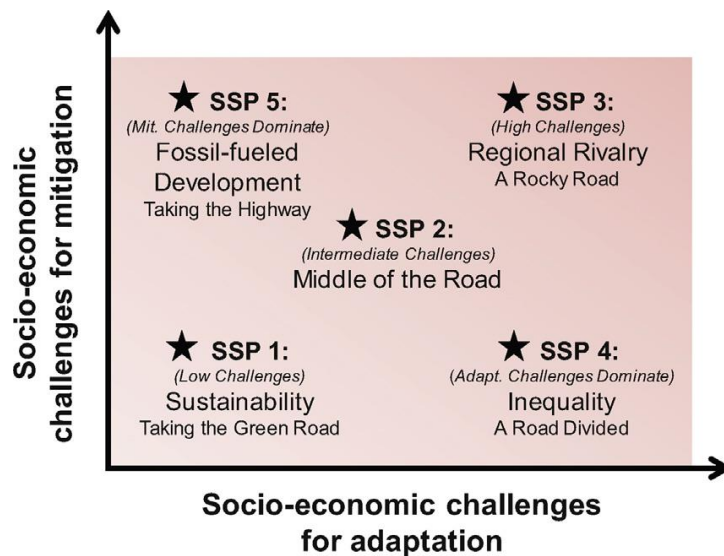 Socio-economic
challenges for mitigation
SSP 5:
(Mit. Challenges Dominate)
Fossil-fueled
Development
Taking the Highway
SSP 3:
(High Challenges)
Regional Rivalry
A Rocky Road
SSP 2:
(Intermediate Challenges)
Middle of the Road
SSP 1:
(Low Challenges)
Sustainability
Taking the Green Road
SSP 4:
(Adapt. Challenges Dominate)
Inequality
A Road Divided
Socio-economic challenges
for adaptation